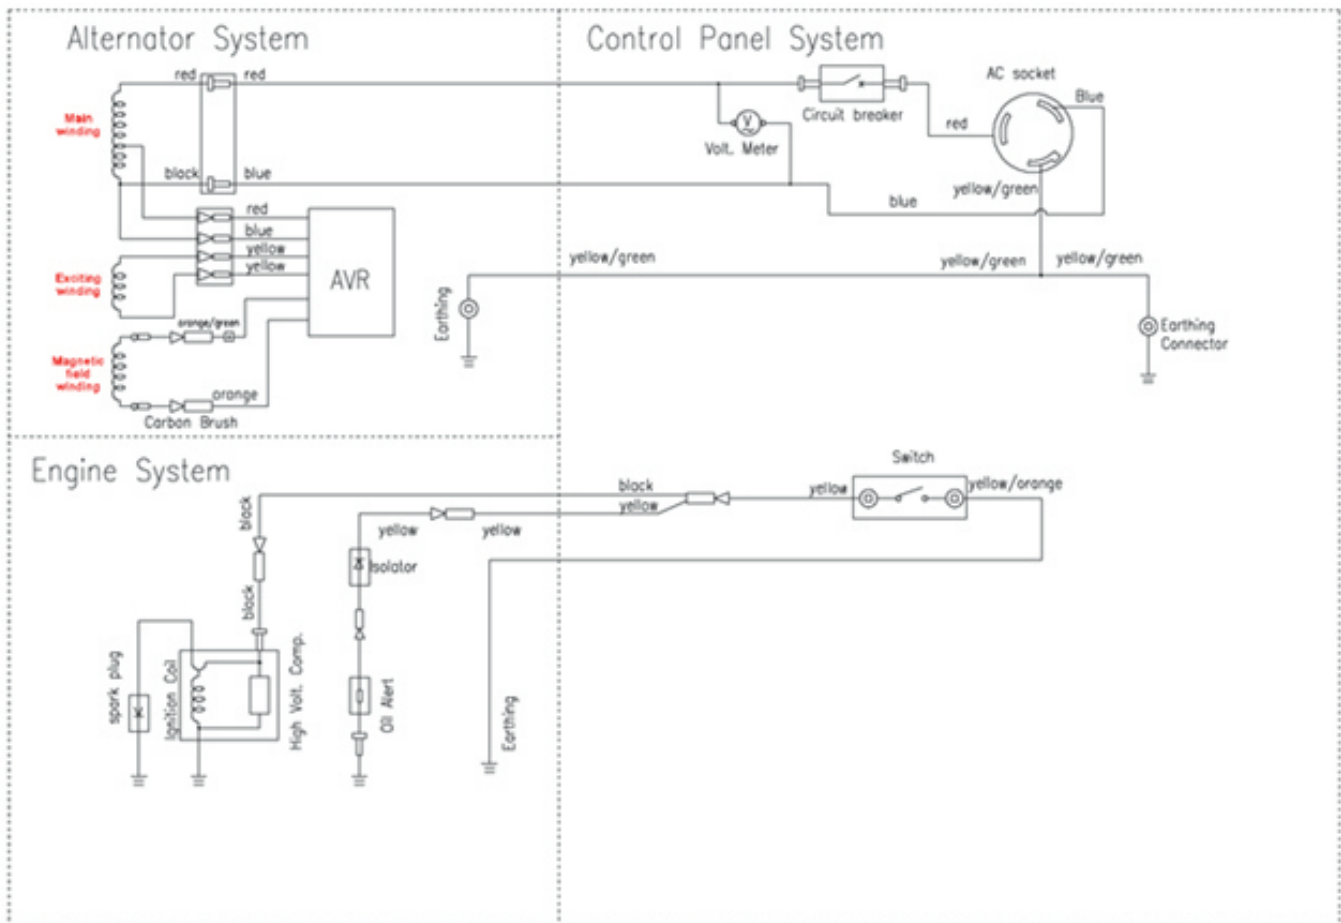 Alternator System
Control Panel System
red
red
Main
winding
black
blue
red
blue
yellow
yellow
AVR
Exciting
winding
orange/green
Magnetic
field
winding
orange
Carbon Brush
AC socket
Blue
Circuit breaker
red
V
Volt. Meter
yellow/green
blue
yellow/green
yellow/green
yellow/green
Earthing
Earthing
Connector
Engine System
Switch
black
yellow
yellow
yellow/orange
black
yellow
yellow
Isolator
black
spark plug
Ignition Coil
High Volt. Comp.
Oil Alert
Earthing